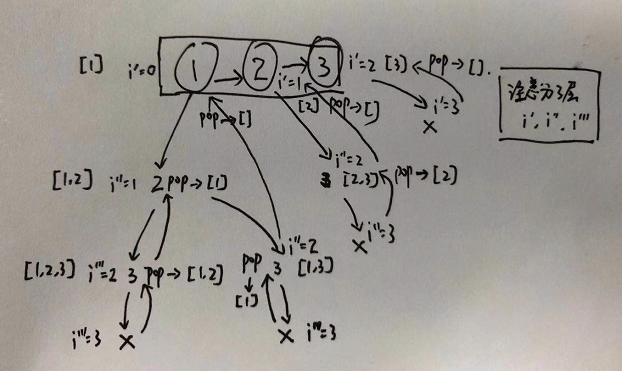 [1] i'=0 1 2 i'=1 3 i'=2 [3] pop→[].
pop→[] [2] pop→[] i'=3
×
注意分3层
i', i'', i'''
[1,2] i''=1 2 pop→[1]
i''=2
3 [2,3] pop→[2]
× i'''=3
[1,2,3] i'''=2 3 pop→[1,2]
i''=2
pop 3 [1,3]
↓
[1]
i'''=3 × × i'''=3